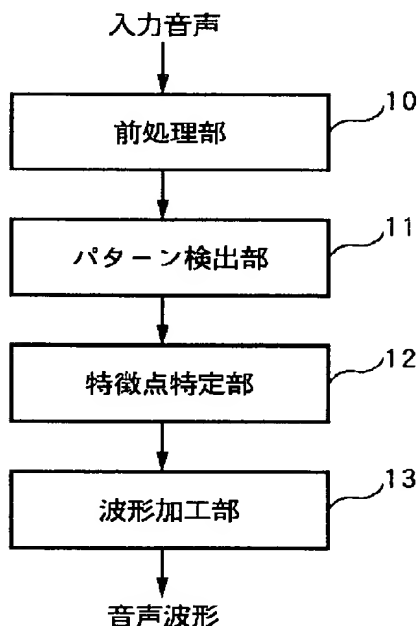 入力音声
10
前処理部
11
パターン検出部
12
特徴点特定部
13
波形加工部
音声波形